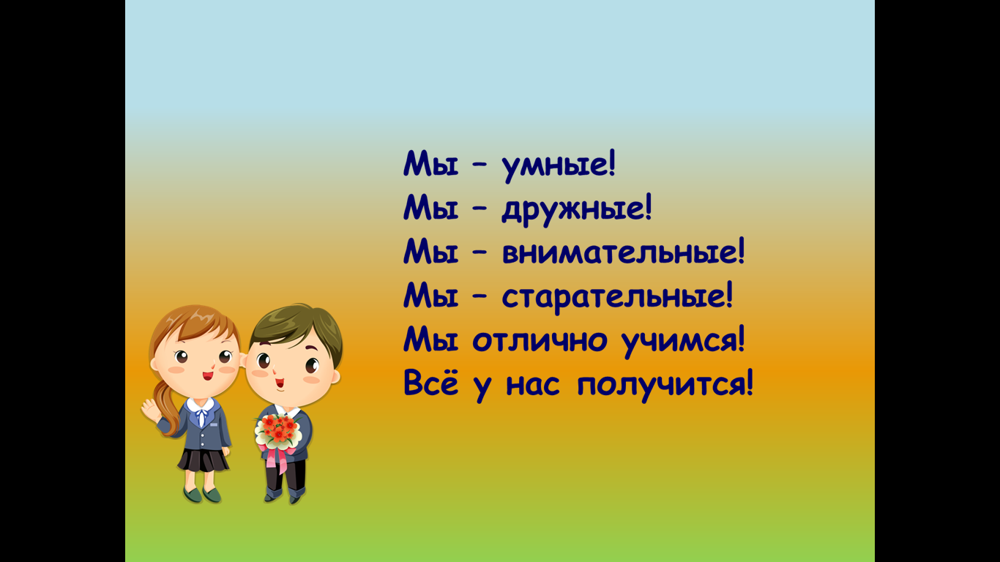 Мы – умные!
Мы – дружные!
Мы – внимательные!
Мы – старательные!
Мы отлично учимся!
Всё у нас получится!